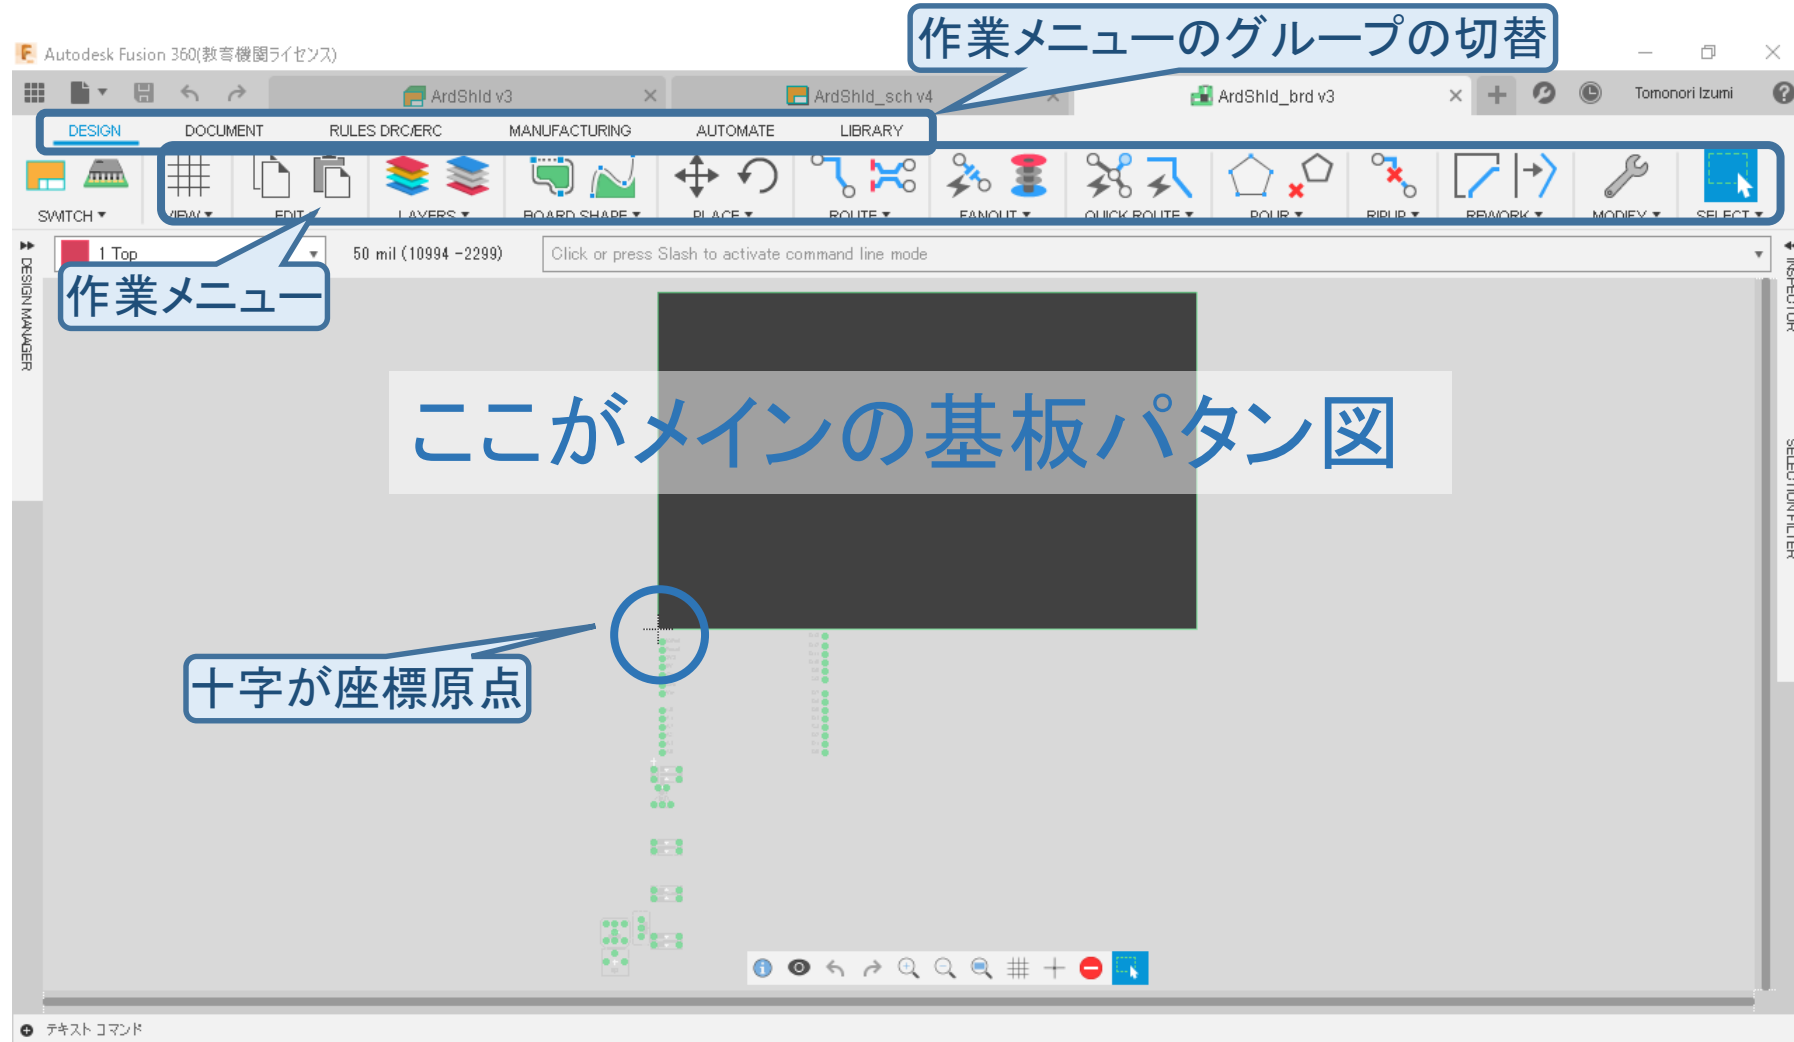 作業メニューのグループの切替
Autodesk Fusion 360(教育機関ライセンス)
ArdShld v3
ArdShld_sch v4
ArdShld_brd v3
Tomonori Izumi
DESIGN DOCUMENT RULES DRC/ERC MANUFACTURING AUTOMATE LIBRARY
SWITCH VIEW EDIT LAYERS BOARD SHAPE PLACE ROUTE FANOUT QUICK ROUTE POUR RIPUP REWORK MODIFY SELECT
1 Top
50 mil (10994 -2299)
Click or press Slash to activate command line mode
DESIGN MANAGER
INSPECTOR
SELECTION FILTER
作業メニュー
ここがメインの基板パタン図
十字が座標原点
テキスト コマンド